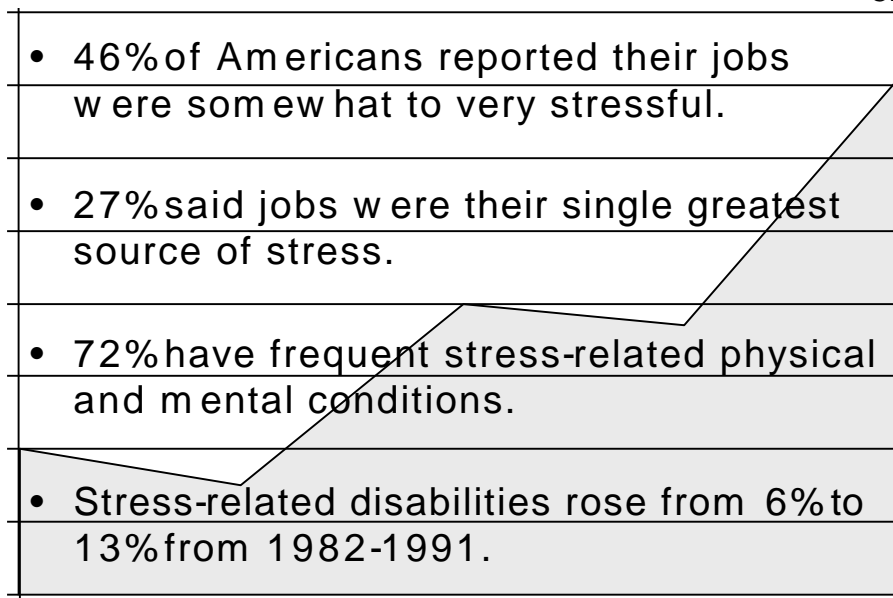 • 46% of Americans reported their jobs
were somewhat to very stressful.
• 27% said jobs were their single greatest
source of stress.
• 72% have frequent stress-related physical
and mental conditions.
• Stress-related disabilities rose from 6% to
13% from 1982-1991.